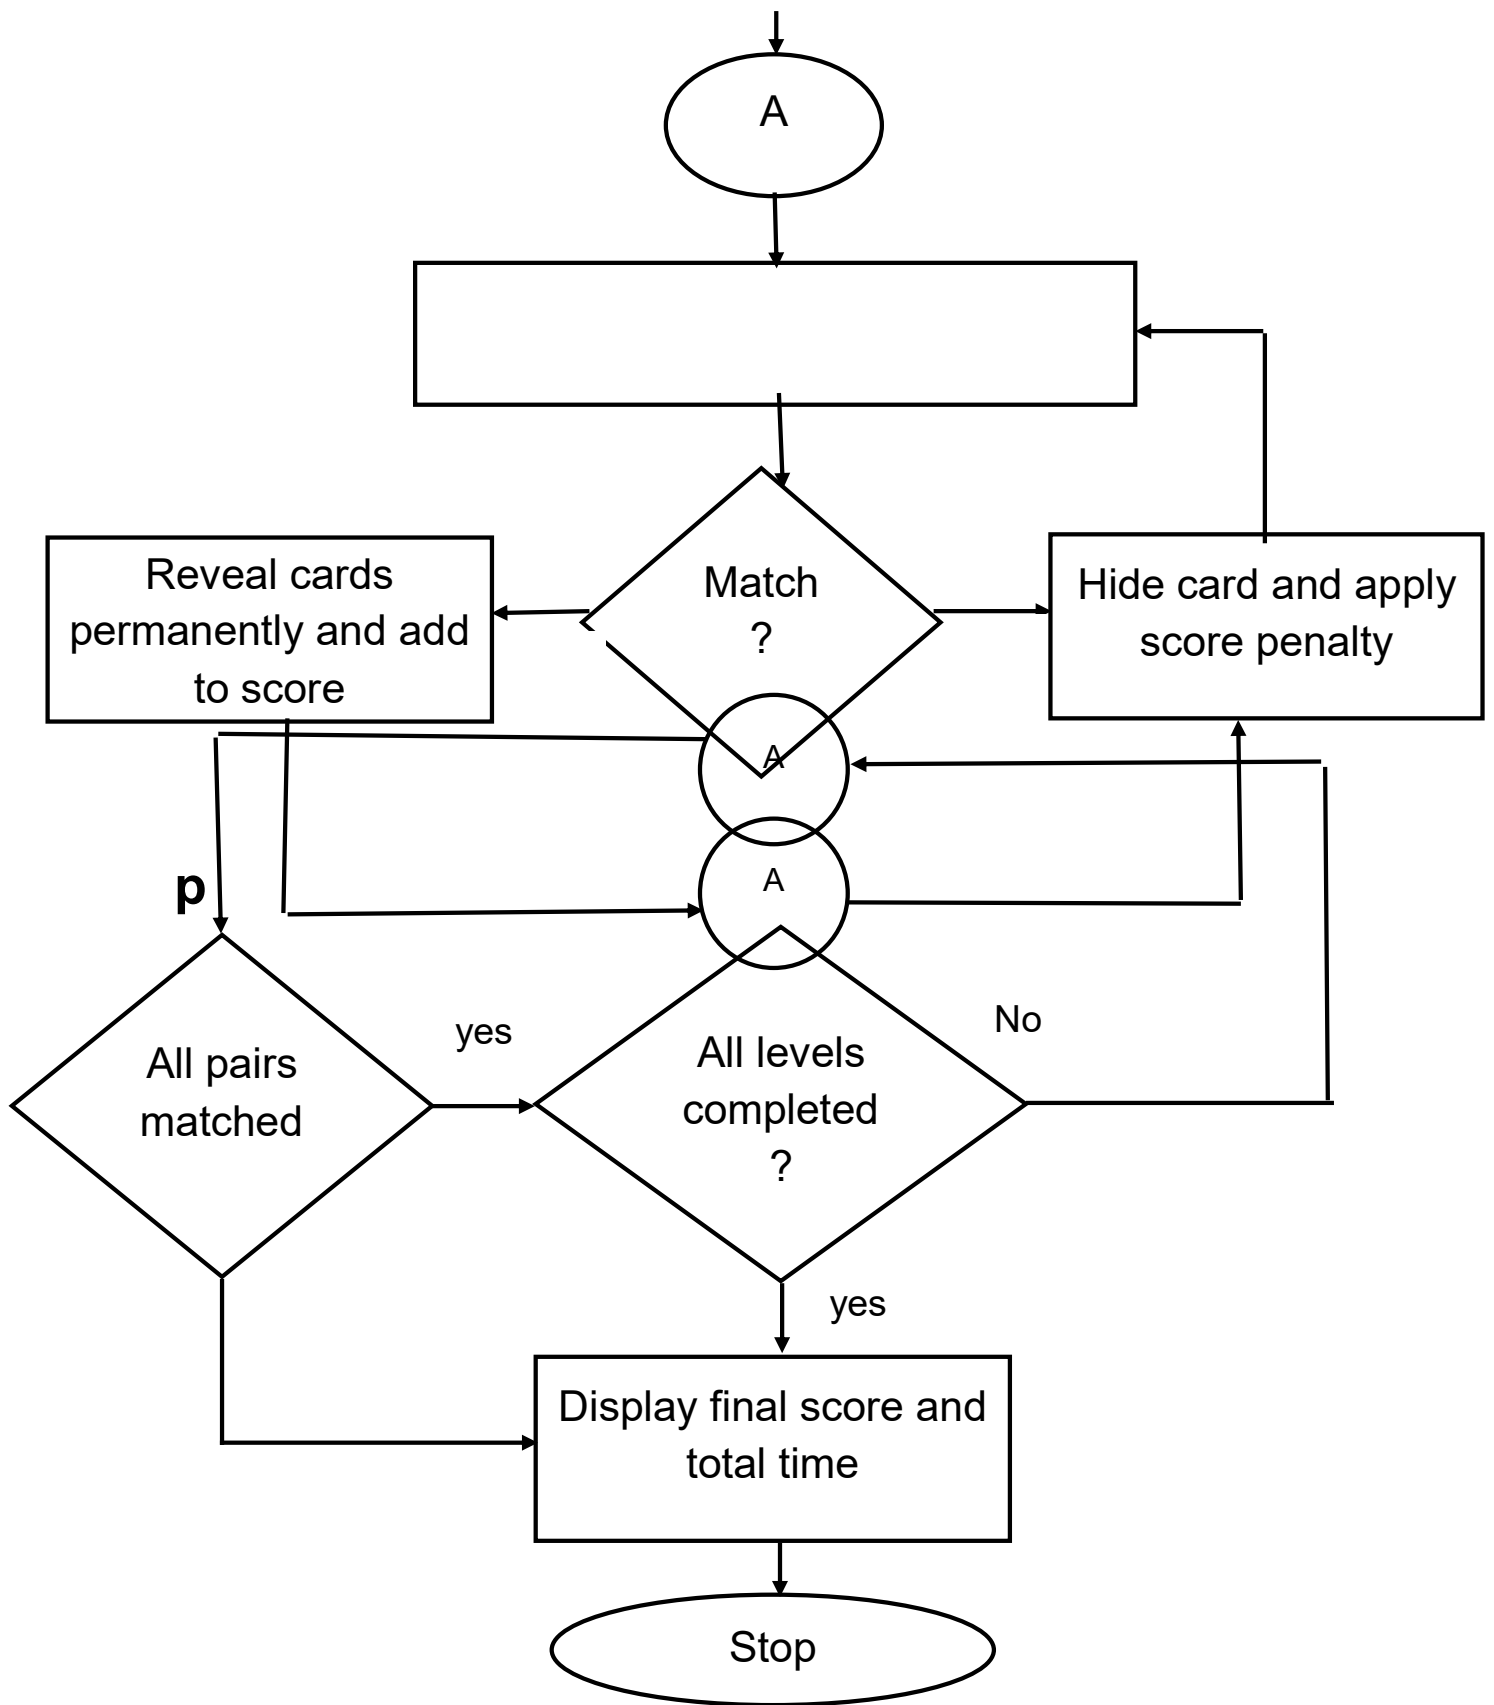 A
Match
?
Reveal cards
permanently and add
to score
Hide card and apply
score penalty
A
A
p
All pairs
matched
yes
All levels
completed
?
No
yes
Display final score and
total time
Stop